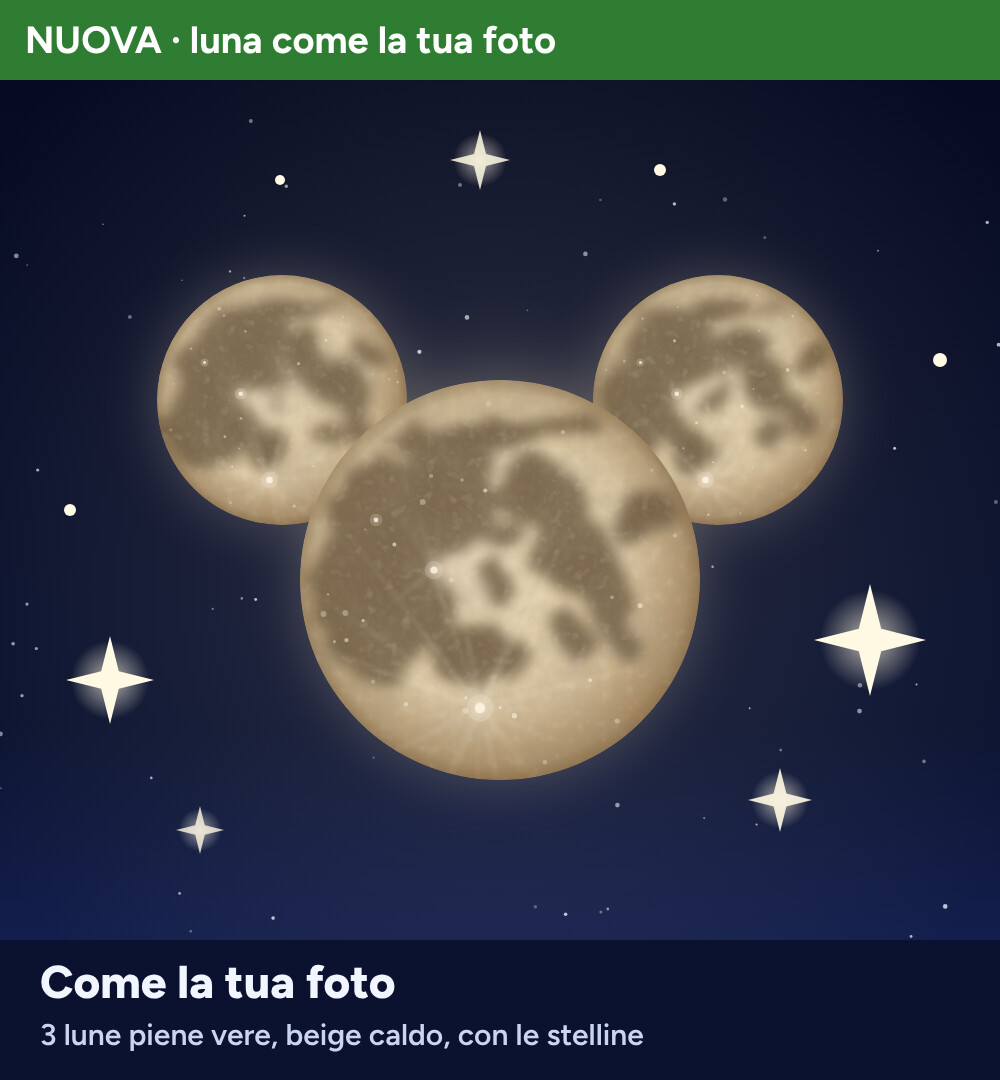 NUOVA · luna come la tua foto
Come la tua foto
3 lune piene vere, beige caldo, con le stelline